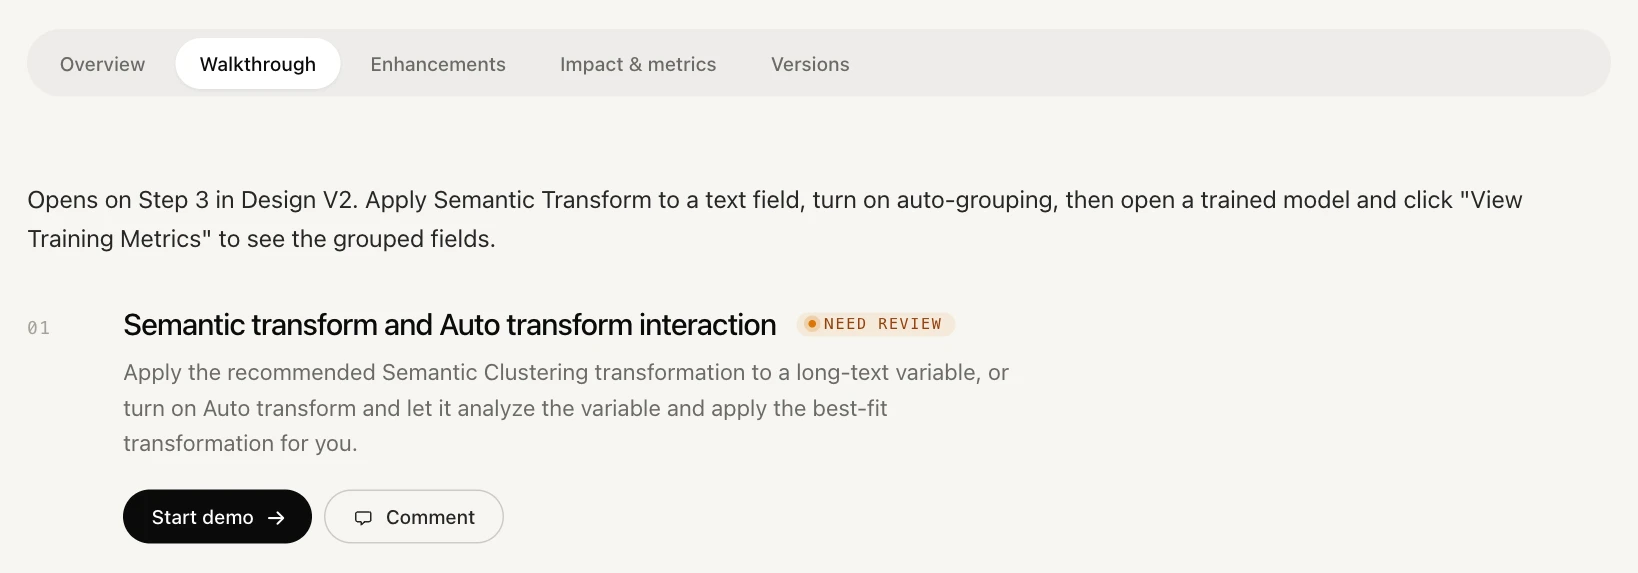 Overview
Walkthrough
Enhancements
Impact & metrics
Versions
Opens on Step 3 in Design V2. Apply Semantic Transform to a text field, turn on auto-grouping, then open a trained model and click "View
Training Metrics" to see the grouped fields.
01
Semantic transform and Auto transform interaction
NEED REVIEW
Apply the recommended Semantic Clustering transformation to a long-text variable, or
turn on Auto transform and let it analyze the variable and apply the best-fit
transformation for you.
Start demo →
Comment